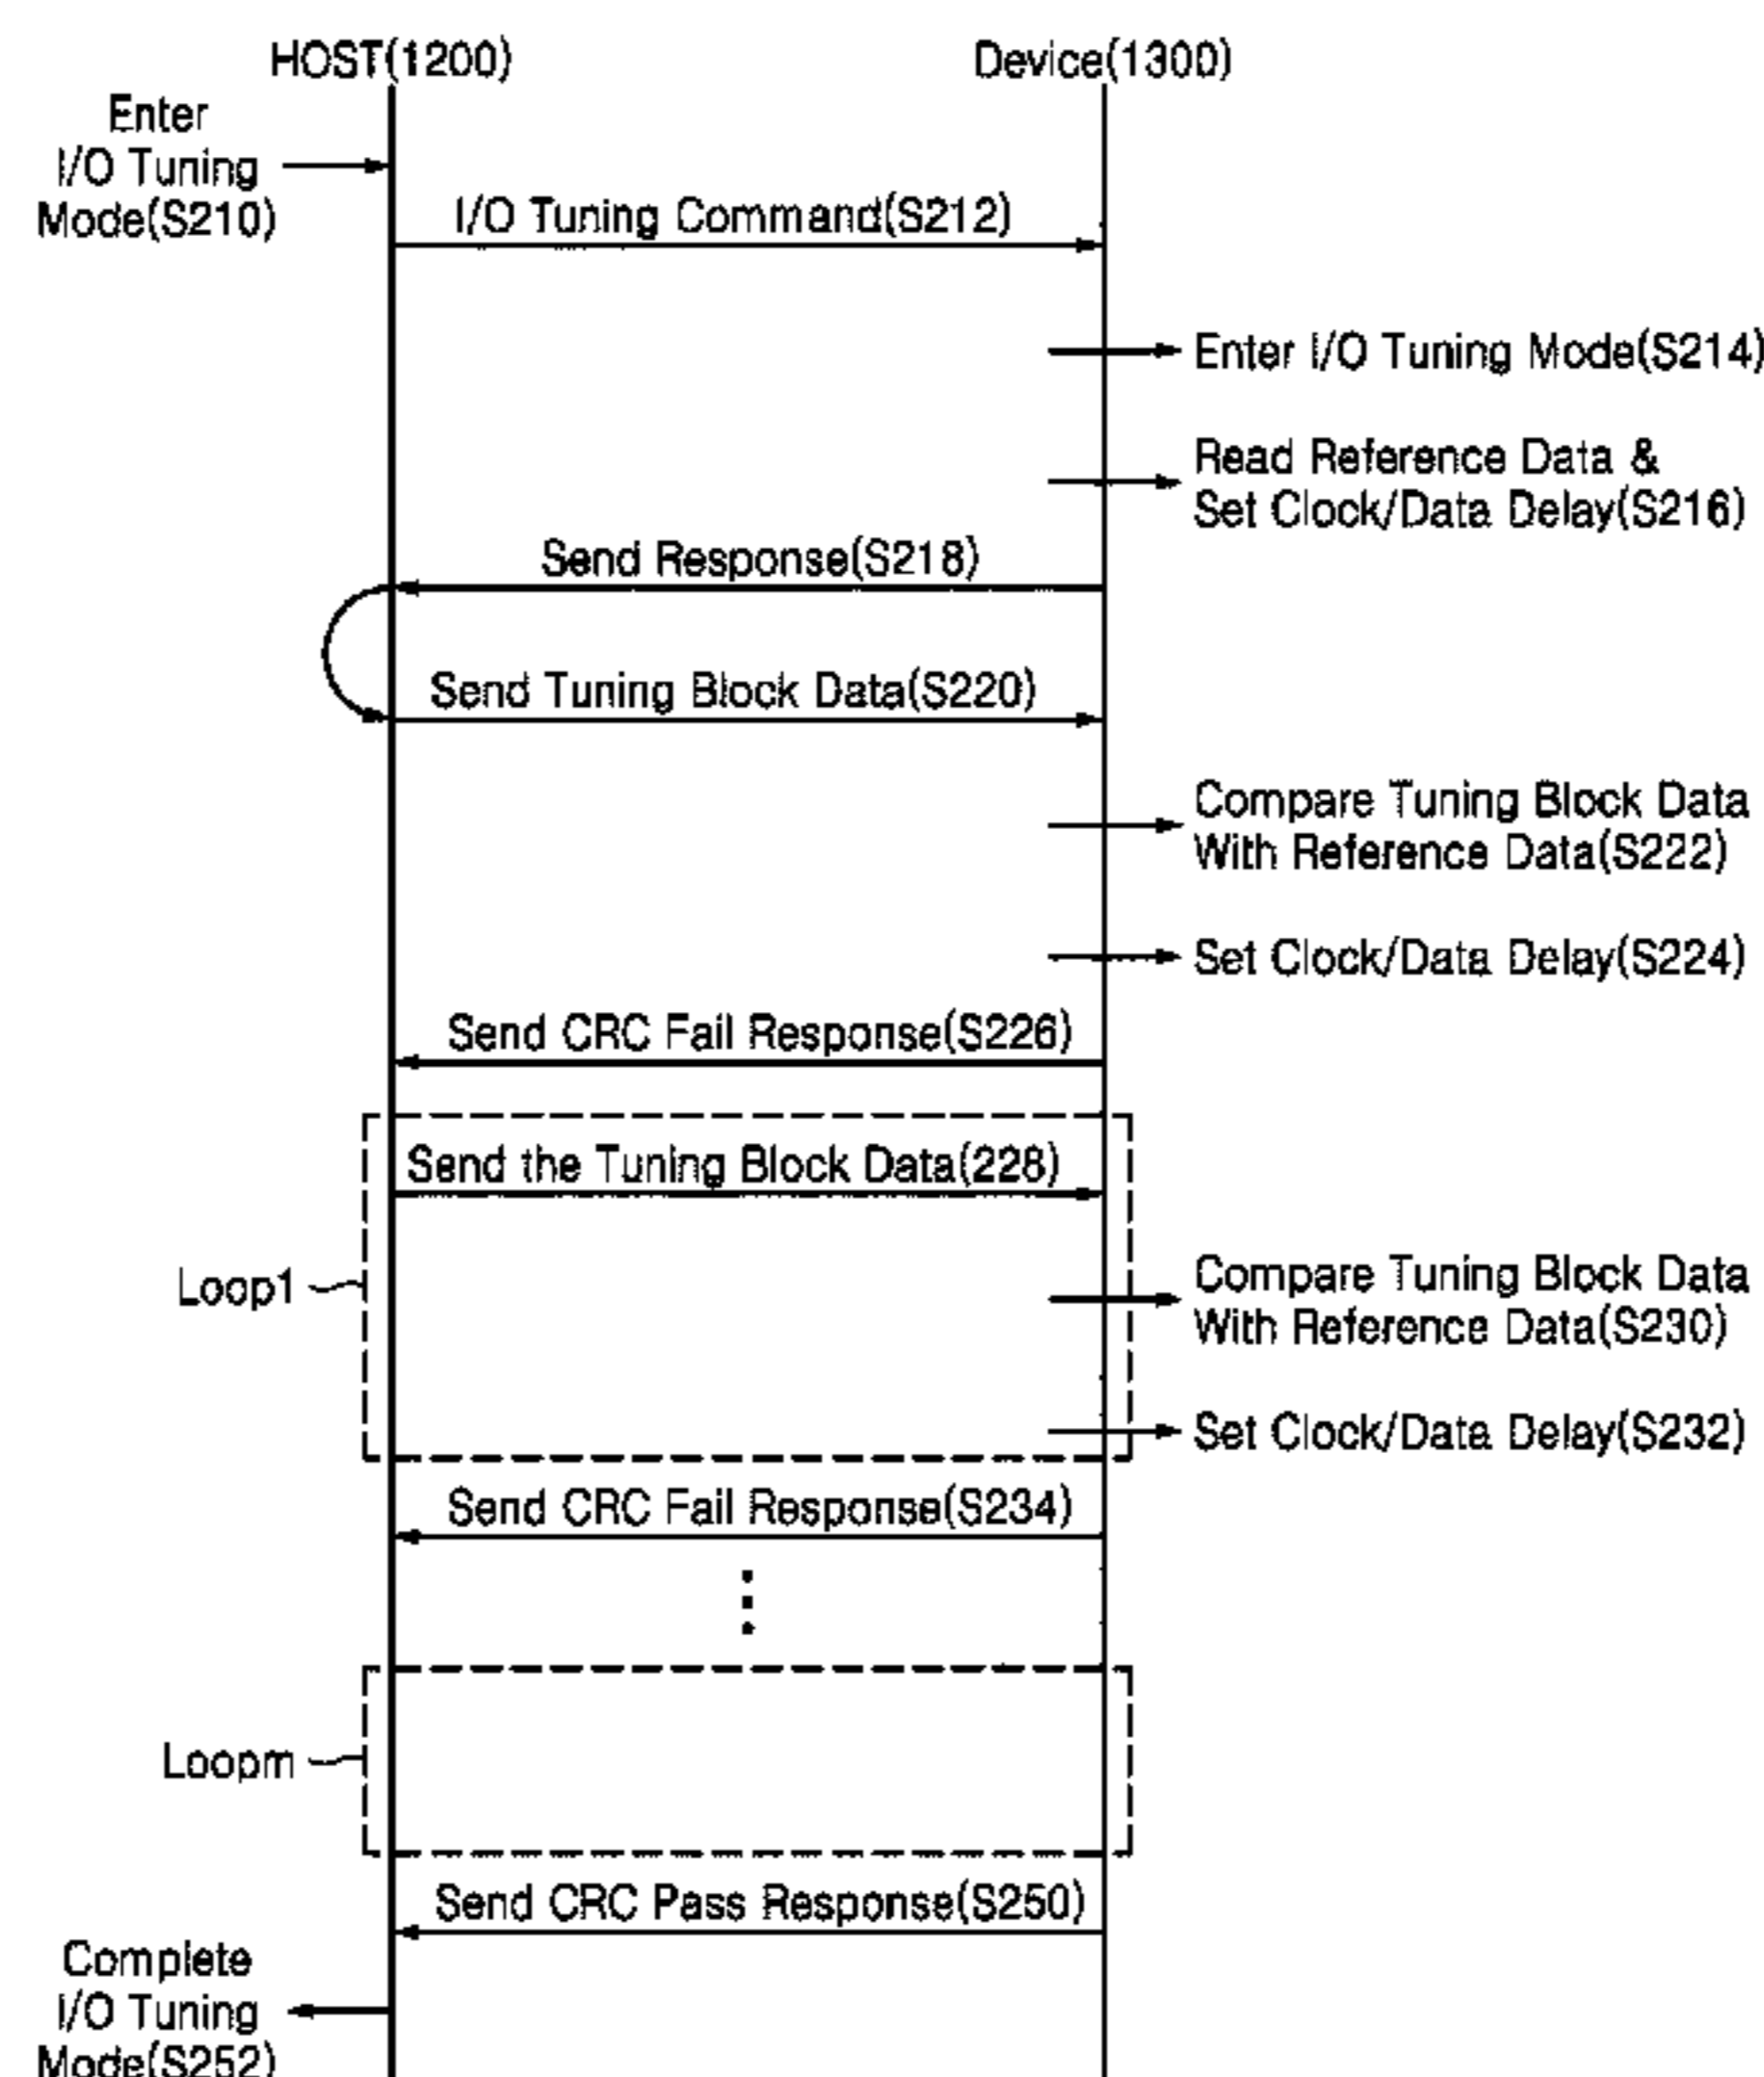 HOST(1200)
Device(1300)
Enter
I/O Tuning
Mode(S210)
I/O Tuning Command(S212)
Enter I/O Tuning Mode(S214)
Read Reference Data &
Set Clock/Data Delay(S216)
Send Response(S218)
Send Tuning Block Data(S220)
Compare Tuning Block Data
With Reference Data(S222)
Set Clock/Data Delay(S224)
Send CRC Fail Response(S226)
Send the Tuning Block Data(228)
Loop1
Compare Tuning Block Data
With Reference Data(S230)
Set Clock/Data Delay(S232)
Send CRC Fail Response(S234)
Loopm
Send CRC Pass Response(S250)
Complete
I/O Tuning
Mode(S252)